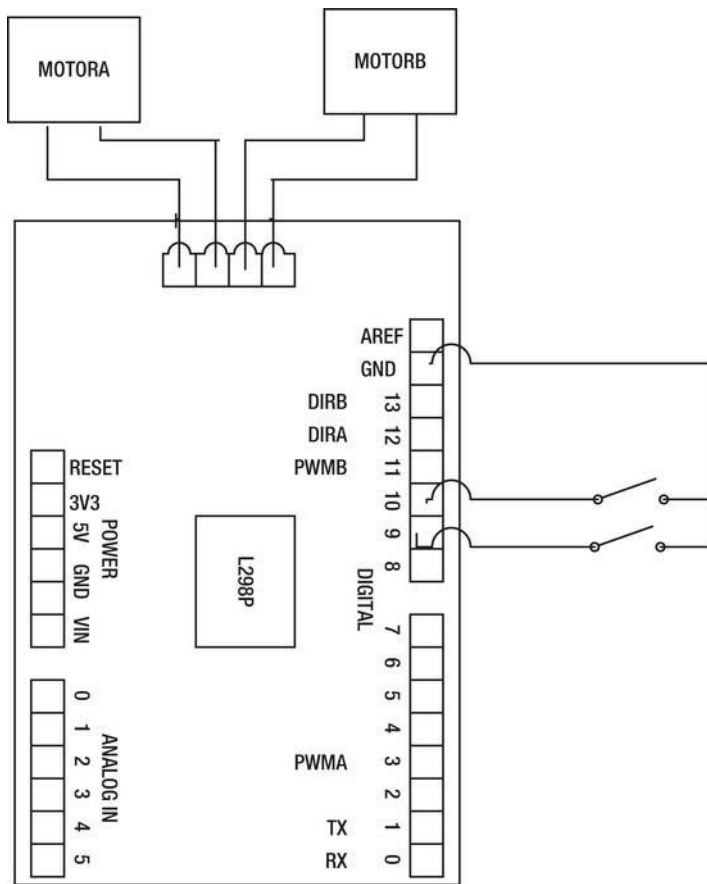 MOTORA
MOTORB
AREF
GND
DIRB 13
DIRA 12
PWMB 11
10
9
8
DIGITAL
7
6
5
4
PWMA 3
2
TX 1
RX 0
RESET
3V3
5V
GND
VIN
POWER
L298P
0
1
2
3
4
5
ANALOG IN